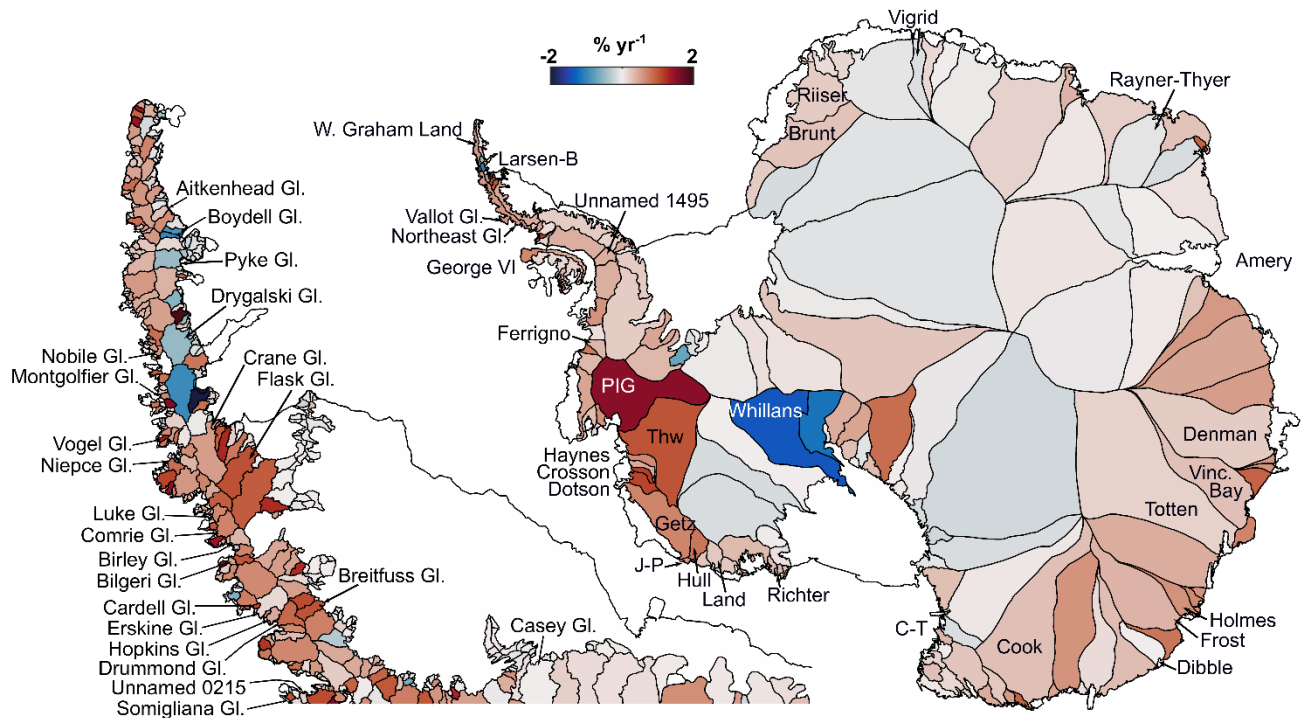 % yr-1
-2
2
Vigrid
Rayner-Thyer
Riiser
Brunt
W. Graham Land
Larsen-B
Unnamed 1495
Vallot Gl.
Northeast Gl.
George VI
Amery
Ferrigno
PIG
Whillans
Thw
Haynes
Crosson
Dotson
Getz
J-P
Hull
Land
Richter
Denman
Vinc.
Bay
Totten
C-T
Cook
Holmes
Frost
Dibble
Aitkenhead Gl.
Boydell Gl.
Pyke Gl.
Drygalski Gl.
Nobile Gl.
Montgolfier Gl.
Crane Gl.
Flask Gl.
Vogel Gl.
Niepce Gl.
Luke Gl.
Comrie Gl.
Birley Gl.
Bilgeri Gl.
Breitfuss Gl.
Cardell Gl.
Erskine Gl.
Hopkins Gl.
Drummond Gl.
Unnamed 0215
Somigliana Gl.
Casey Gl.